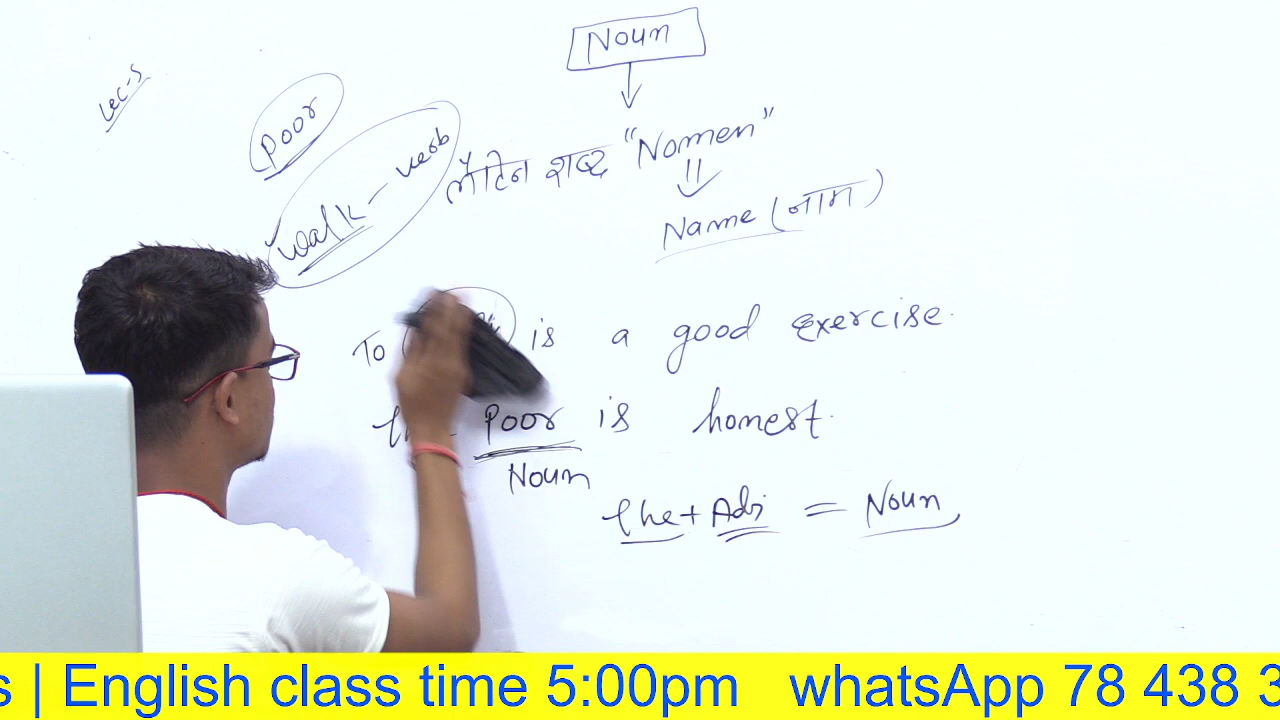 Noun
Lec-5
Poor
walk - verb
लैटिन शब्द "Nomen"
Name (नाम)
To is a good Exercise.
Poor is honest.
Noun
the + Adj = Noun
s | English class time 5:00pm whatsApp 78 438 3